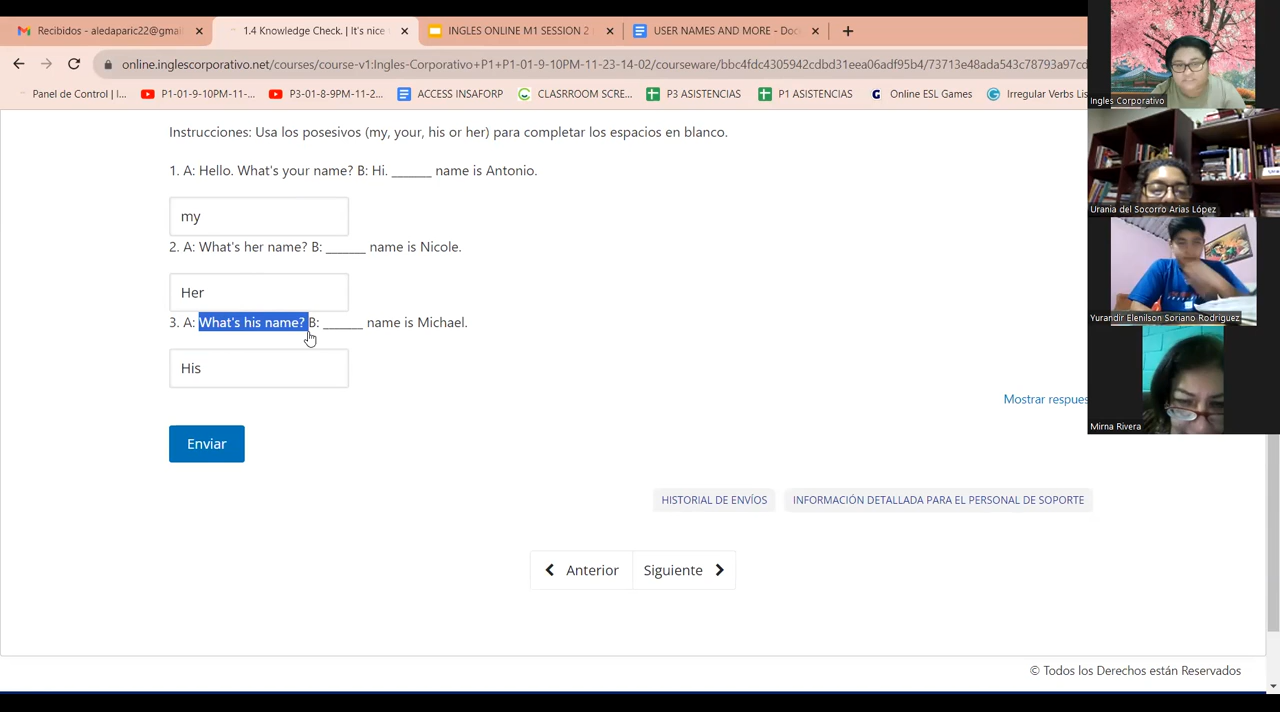 Recibidos - aledaparic22@gmai
1.4 Knowledge Check. | It's nice
INGLES ONLINE M1 SESSION 2
USER NAMES AND MORE - Doc
online.inglescorporativo.net/courses/course-v1:Ingles-Corporativo+P1+P1-01-9-10PM-11-23-14-02/courseware/bbc4fdc4305942cdbd31eea06adf95b4/73713e48ada543c78793a97cd
Panel de Control | I...
P1-01-9-10PM-11-...
P3-01-8-9PM-11-2...
ACCESS INSAFORP
CLASRROOM SCRE...
P3 ASISTENCIAS
P1 ASISTENCIAS
Online ESL Games
Irregular Verbs Lis
Instrucciones: Usa los posesivos (my, your, his or her) para completar los espacios en blanco.
1. A: Hello. What's your name? B: Hi. ______ name is Antonio.
my
2. A: What's her name? B: ______ name is Nicole.
Her
3. A: What's his name? B: ______ name is Michael.
His
Mostrar respues
Enviar
HISTORIAL DE ENVÍOS
INFORMACIÓN DETALLADA PARA EL PERSONAL DE SOPORTE
Anterior
Siguiente
© Todos los Derechos están Reservados
Ingles Corporativo
Urania del Socorro Arias López
Yurandir Elenilson Soriano Rodriguez
Mirna Rivera